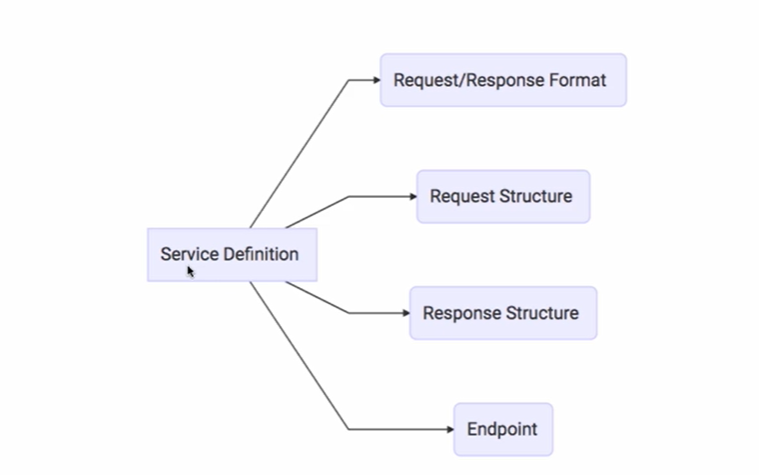 Request/Response Format
Request Structure
Service Definition
Response Structure
Endpoint